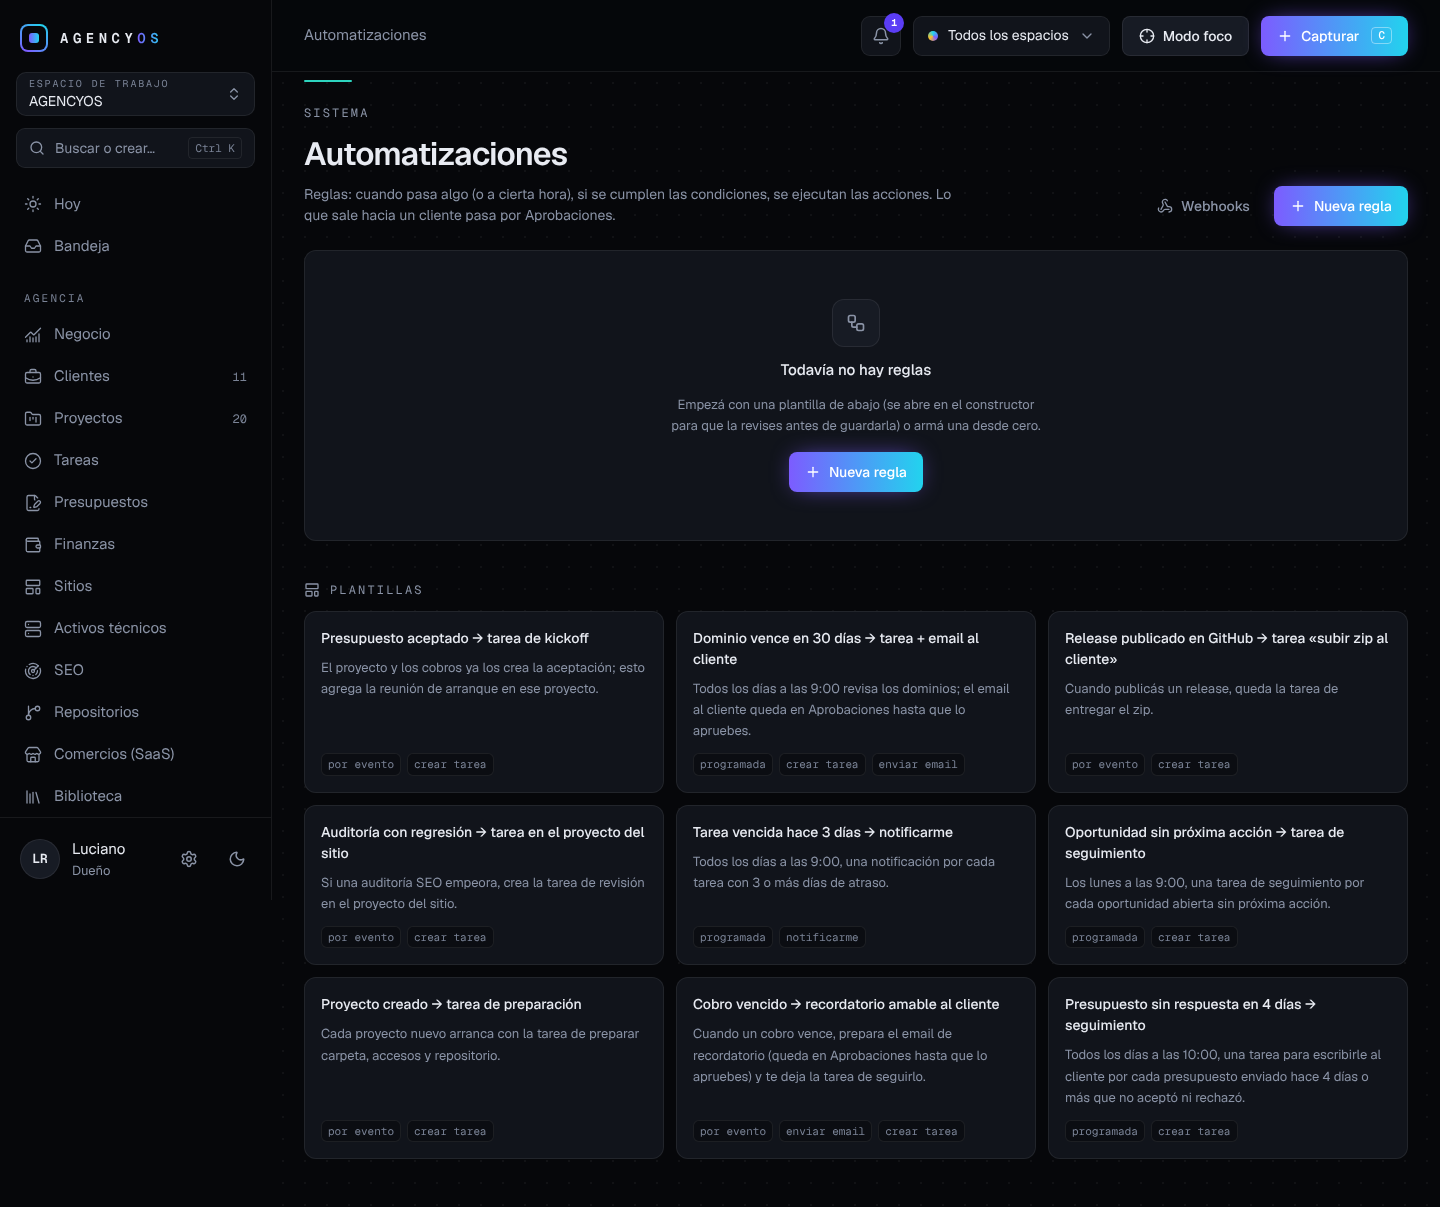 AGENCYOS
ESPACIO DE TRABAJO
AGENCYOS
Buscar o crear...
Ctrl K
Hoy
Bandeja
AGENCIA
Negocio
Clientes 11
Proyectos 20
Tareas
Presupuestos
Finanzas
Sitios
Activos técnicos
SEO
Repositorios
Comercios (SaaS)
Biblioteca
LR
Luciano
Dueño
Automatizaciones
1
Todos los espacios
Modo foco
Capturar C
SISTEMA
Automatizaciones
Reglas: cuando pasa algo (o a cierta hora), si se cumplen las condiciones, se ejecutan las acciones. Lo
que sale hacia un cliente pasa por Aprobaciones.
Webhooks
Nueva regla
Todavía no hay reglas
Empezá con una plantilla de abajo (se abre en el constructor
para que la revises antes de guardarla) o armá una desde cero.
Nueva regla
PLANTILLAS
Presupuesto aceptado → tarea de kickoff
El proyecto y los cobros ya los crea la aceptación; esto
agrega la reunión de arranque en ese proyecto.
por evento crear tarea
Dominio vence en 30 días → tarea + email al
cliente
Todos los días a las 9:00 revisa los dominios; el email
al cliente queda en Aprobaciones hasta que lo
apruebes.
programada crear tarea enviar email
Release publicado en GitHub → tarea «subir zip al
cliente»
Cuando publicás un release, queda la tarea de
entregar el zip.
por evento crear tarea
Auditoría con regresión → tarea en el proyecto del
sitio
Si una auditoría SEO empeora, crea la tarea de revisión
en el proyecto del sitio.
por evento crear tarea
Tarea vencida hace 3 días → notificarme
Todos los días a las 9:00, una notificación por cada
tarea con 3 o más días de atraso.
programada notificarme
Oportunidad sin próxima acción → tarea de
seguimiento
Los lunes a las 9:00, una tarea de seguimiento por
cada oportunidad abierta sin próxima acción.
programada crear tarea
Proyecto creado → tarea de preparación
Cada proyecto nuevo arranca con la tarea de preparar
carpeta, accesos y repositorio.
por evento crear tarea
Cobro vencido → recordatorio amable al cliente
Cuando un cobro vence, prepara el email de
recordatorio (queda en Aprobaciones hasta que lo
apruebes) y te deja la tarea de seguirlo.
por evento enviar email crear tarea
Presupuesto sin respuesta en 4 días →
seguimiento
Todos los días a las 10:00, una tarea para escribirle al
cliente por cada presupuesto enviado hace 4 días o
más que no aceptó ni rechazó.
programada crear tarea